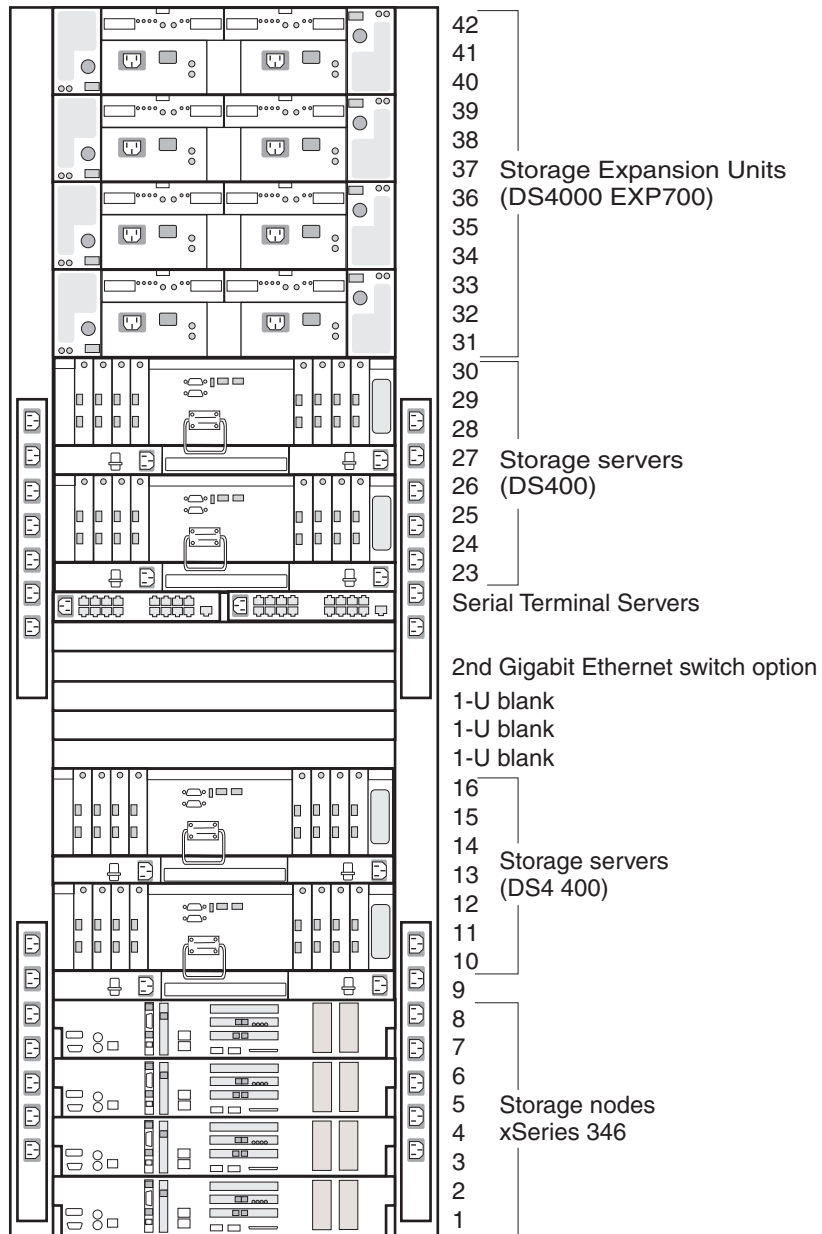 42
41
40
39
38
37
Storage Expansion Units
36
(DS4000 EXP700)
35
34
33
32
31
30
29
28
27
Storage servers
26
(DS400)
25
24
23
Serial Terminal Servers
2nd Gigabit Ethernet switch option
1-U blank
1-U blank
1-U blank
16
15
14
Storage servers
13
(DS4 400)
12
11
10
9
8
7
6
5
Storage nodes
4
xSeries 346
3
2
1